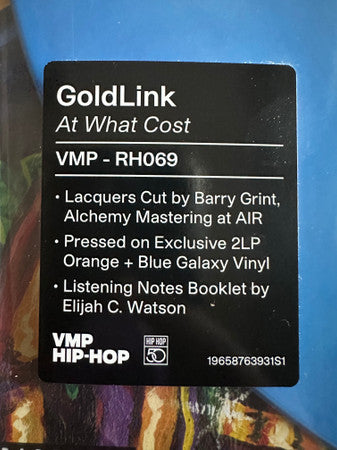 GoldLink
At What Cost
VMP - RH069
• Lacquers Cut by Barry Grint,
Alchemy Mastering at AIR
• Pressed on Exclusive 2LP
Orange + Blue Galaxy Vinyl
• Listening Notes Booklet by
Elijah C. Watson
VMP
HIP-HOP
HIP HOP
50
19658763931S1